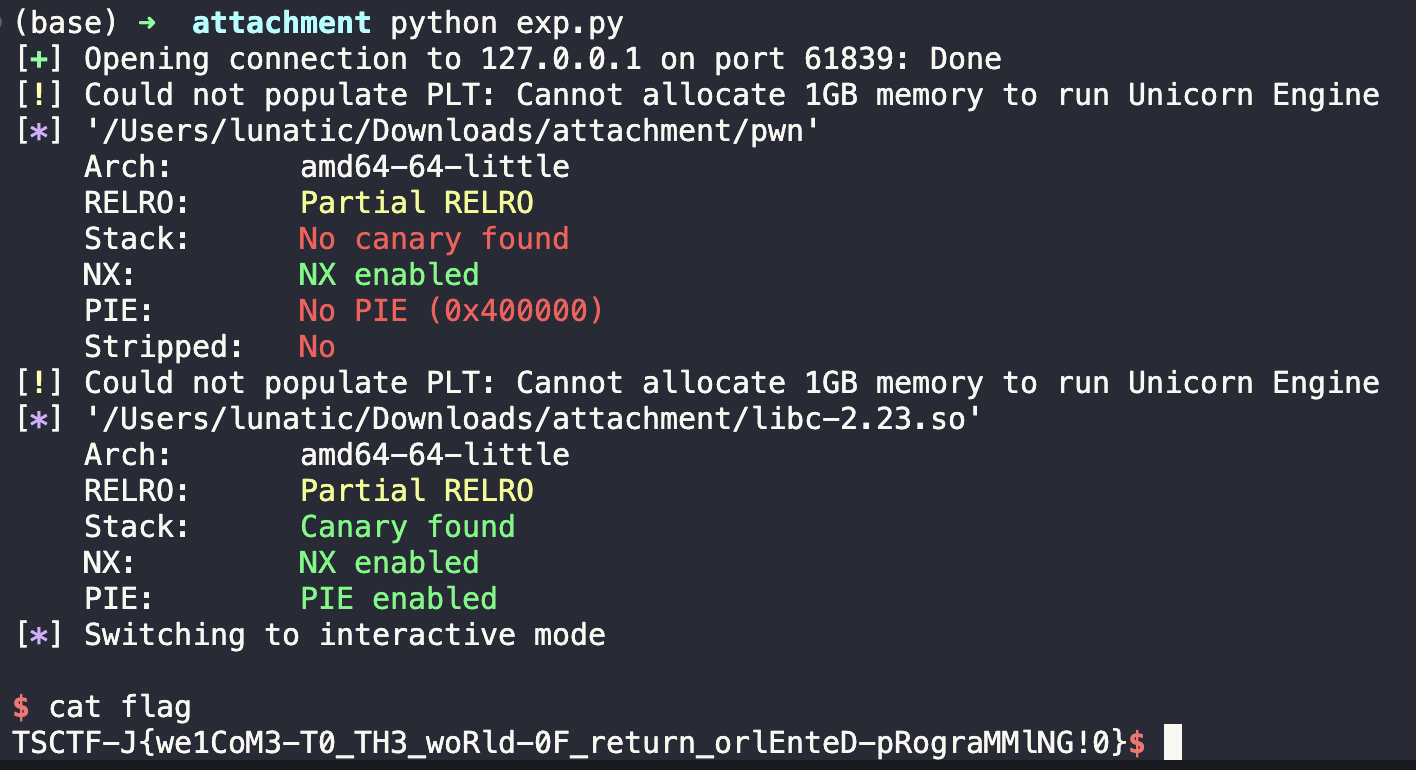 (base) → attachment python exp.py
[+] Opening connection to 127.0.0.1 on port 61839: Done
[!] Could not populate PLT: Cannot allocate 1GB memory to run Unicorn Engine
[*] '/Users/lunatic/Downloads/attachment/pwn'
    Arch:       amd64-64-little
    RELRO:      Partial RELRO
    Stack:      No canary found
    NX:         NX enabled
    PIE:        No PIE (0x400000)
    Stripped:   No
[!] Could not populate PLT: Cannot allocate 1GB memory to run Unicorn Engine
[*] '/Users/lunatic/Downloads/attachment/libc-2.23.so'
    Arch:       amd64-64-little
    RELRO:      Partial RELRO
    Stack:      Canary found
    NX:         NX enabled
    PIE:        PIE enabled
[*] Switching to interactive mode
$ cat flag
TSCTF-J{we1CoM3-T0_TH3_woRld-0F_return_orlEnteD-pRograMMlNG!0}$